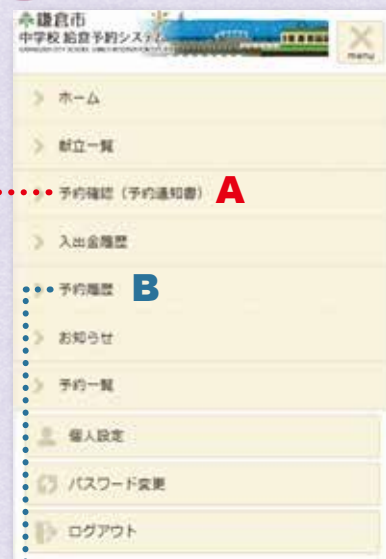 鎌倉市
中学校 給食予約システム
menu
ホーム
献立一覧
予約確認（予約通知書） A
入出金履歴
予約履歴 B
お知らせ
予約一覧
個人設定
パスワード変更
ログアウト